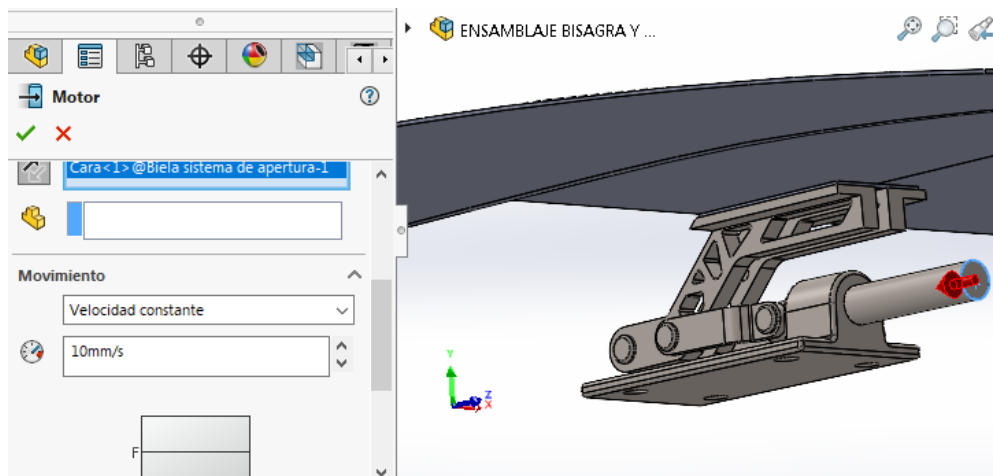 ENSAMBLAJE BISAGRA Y ...
Motor
Cara<1>@Biela sistema de apertura-1
Movimiento
Velocidad constante
10mm/s
F
Y
Z
X